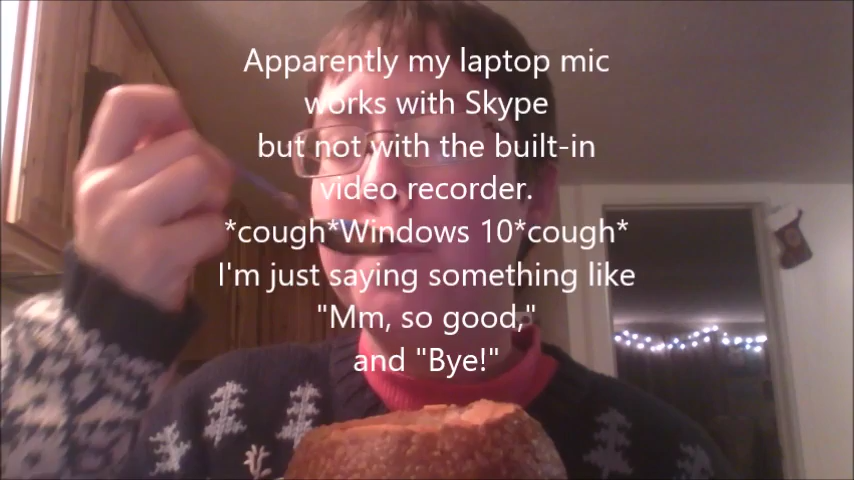 Apparently my laptop mic
works with Skype
but not with the built-in
video recorder.
*cough*Windows 10*cough*
I'm just saying something like
"Mm, so good,"
and "Bye!"